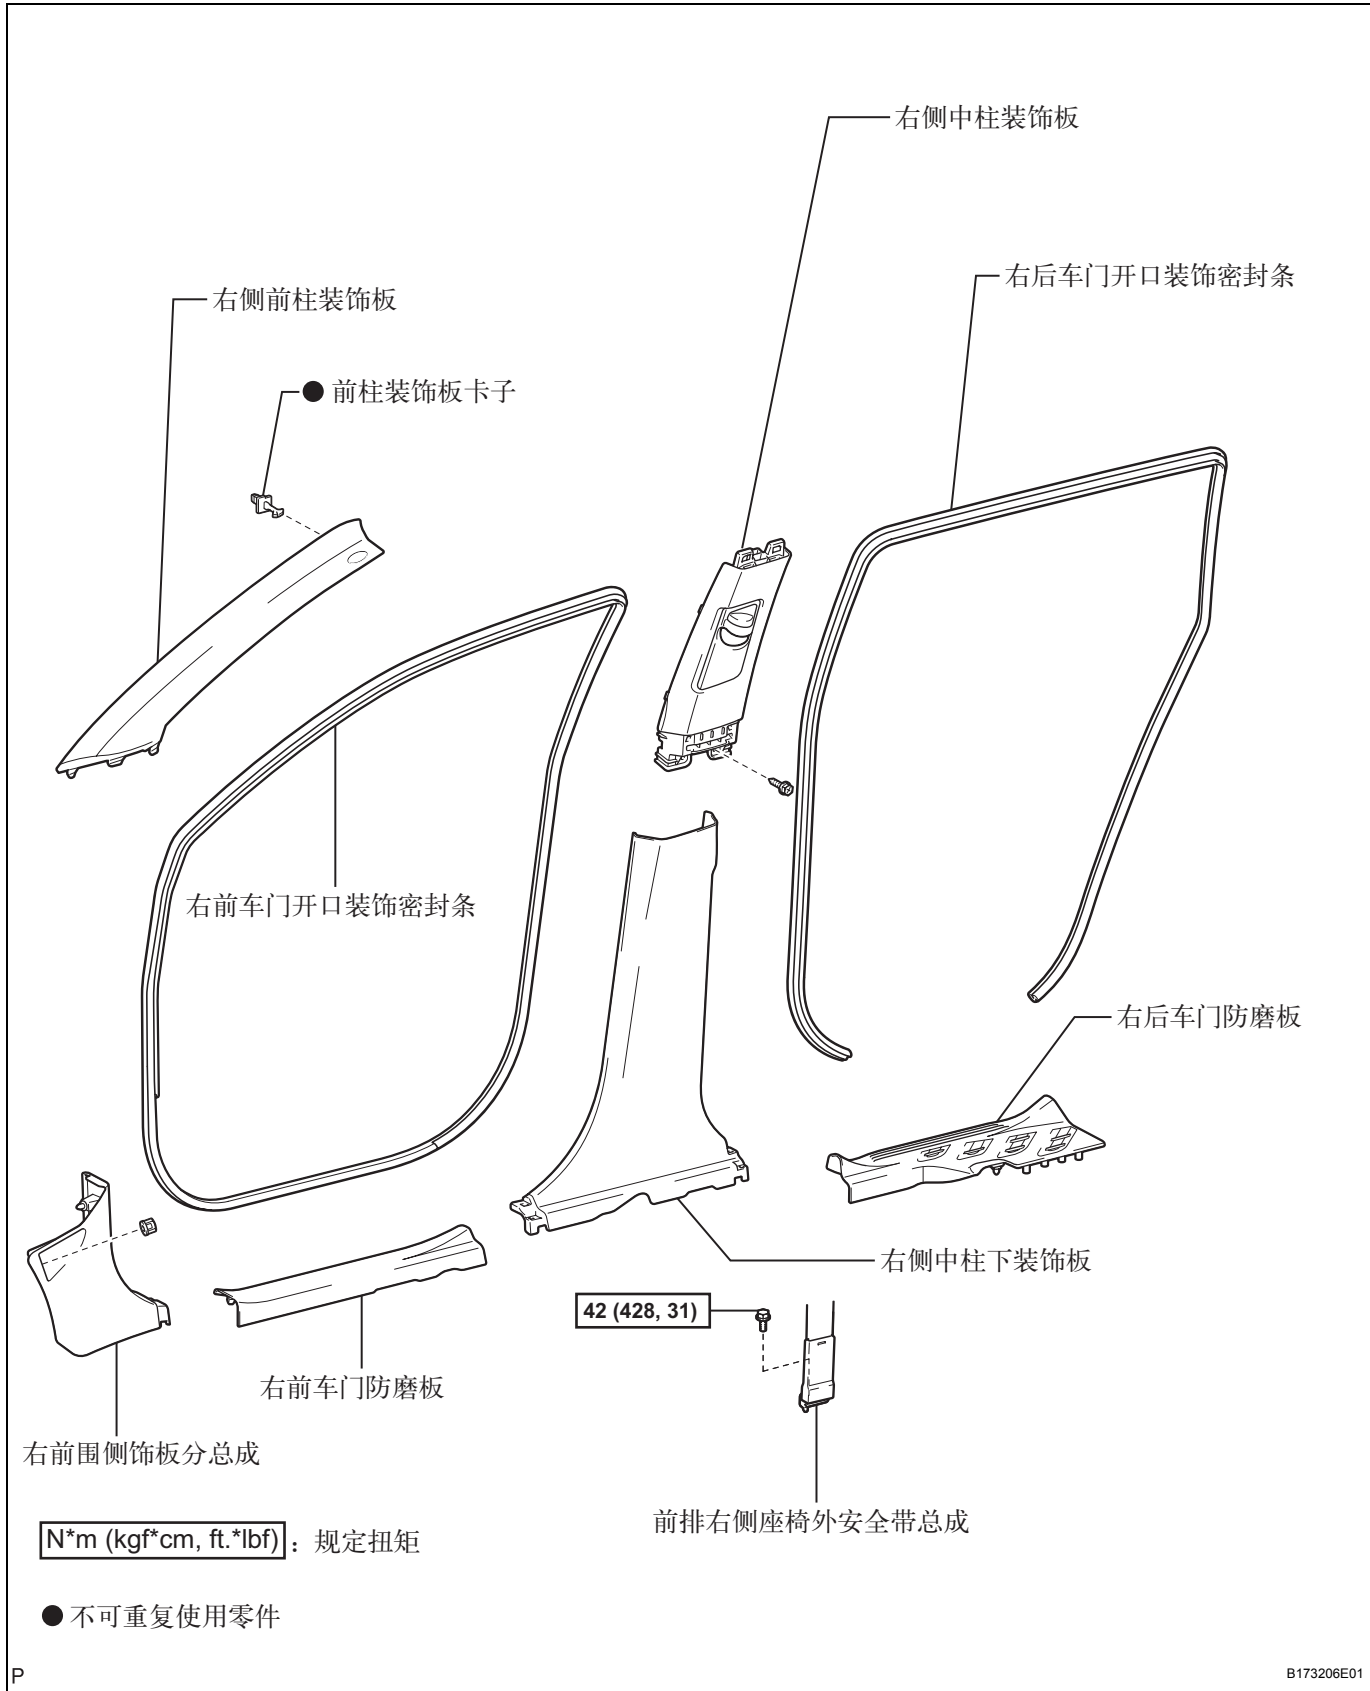 右侧中柱装饰板
右后车门开口装饰密封条
右侧前柱装饰板
● 前柱装饰板卡子
右前车门开口装饰密封条
右后车门防磨板
右侧中柱下装饰板
42 (428, 31)
右前车门防磨板
右前围侧饰板分总成
前排右侧座椅外安全带总成
N*m (kgf*cm, ft.*lbf) : 规定扭矩
● 不可重复使用零件
P
B173206E01